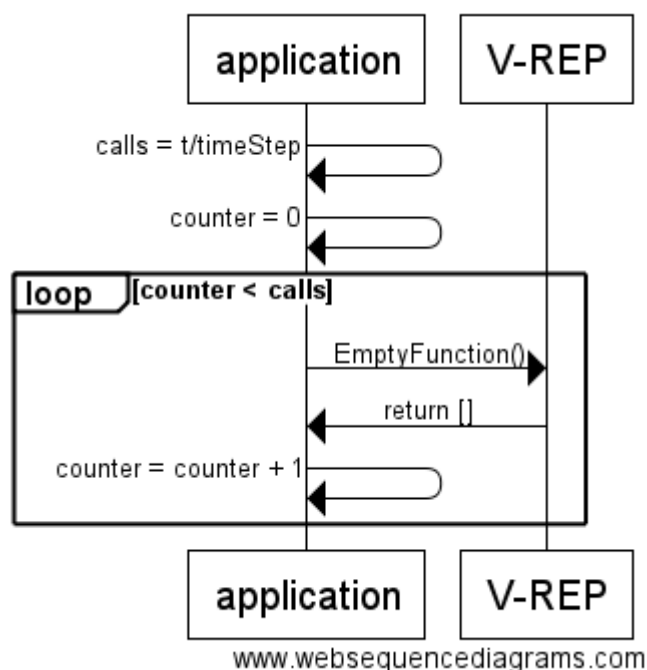 application V-REP
calls = t/timeStep
counter = 0
loop [counter < calls]
EmptyFunction()
return []
counter = counter + 1
application V-REP
www.websequencediagrams.com